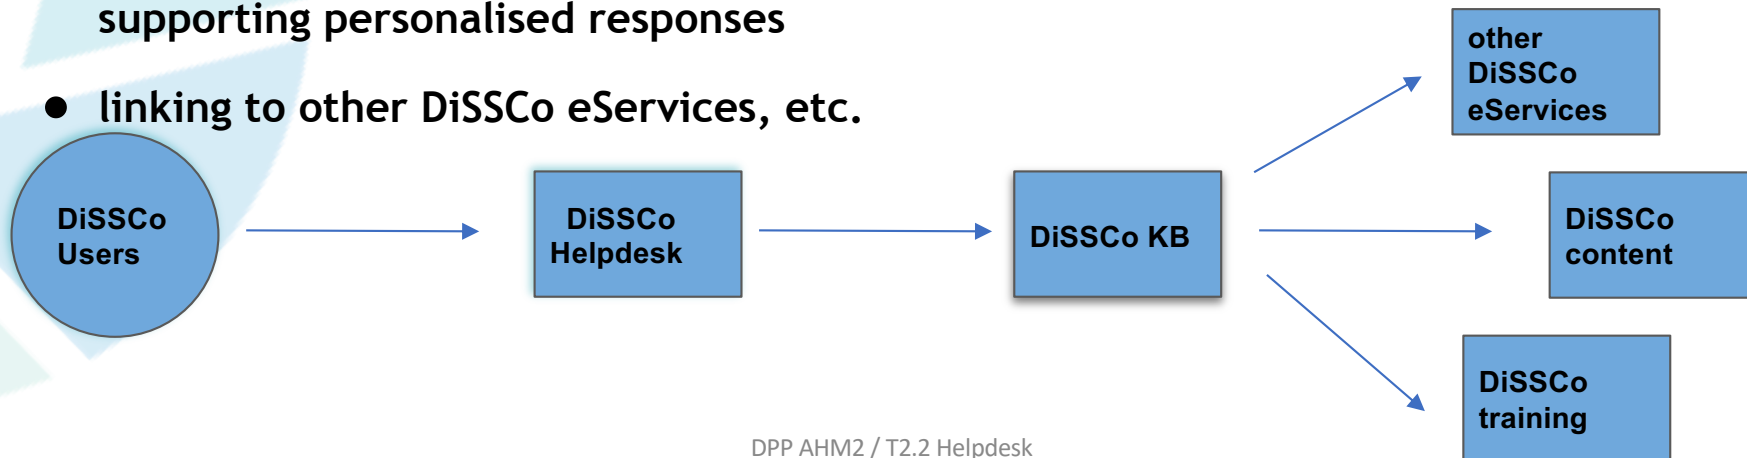 supporting personalised responses
● linking to other DiSSCo eServices, etc.
other
DiSSCo
eServices
DiSSCo
Users
DiSSCo
Helpdesk
DiSSCo KB
DiSSCo
content
DiSSCo
training
DPP AHM2 / T2.2 Helpdesk